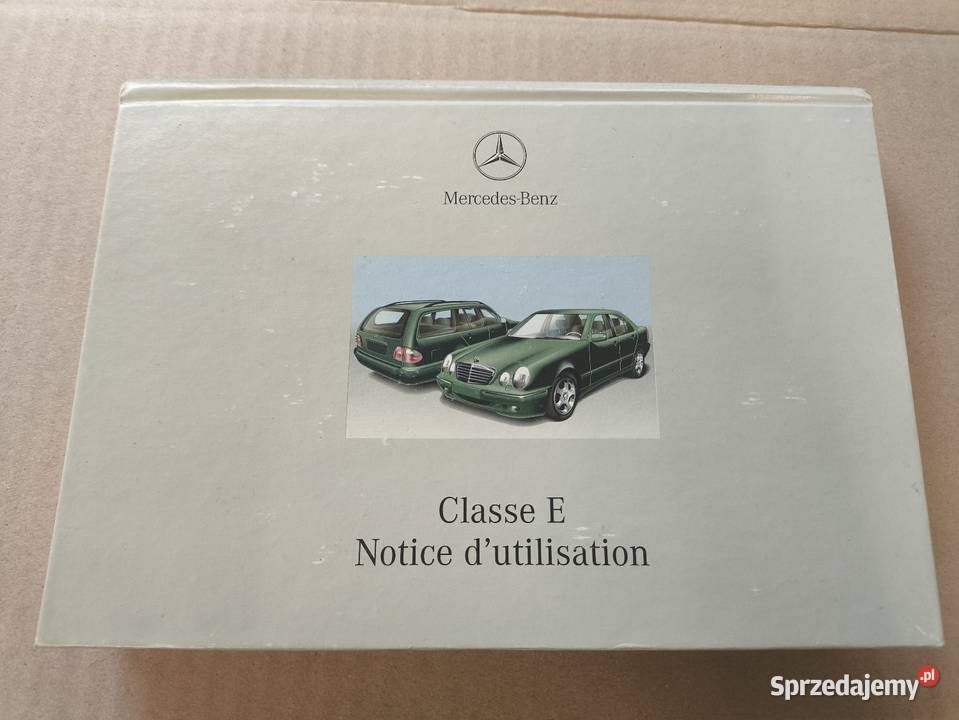 Mercedes-Benz
Classe E
Notice d'utilisation
Sprzedajemy.pl